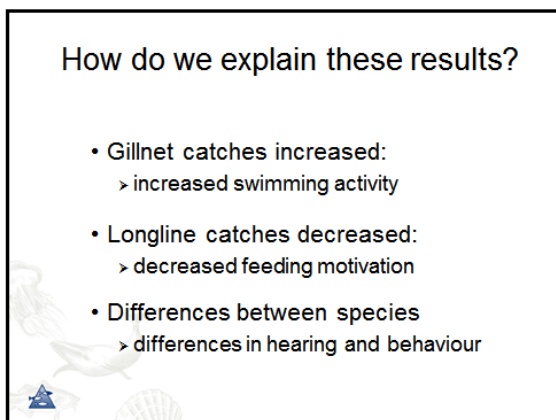 How do we explain these results?
• Gillnet catches increased:
➢ increased swimming activity
• Longline catches decreased:
➢ decreased feeding motivation
• Differences between species
➢ differences in hearing and behaviour